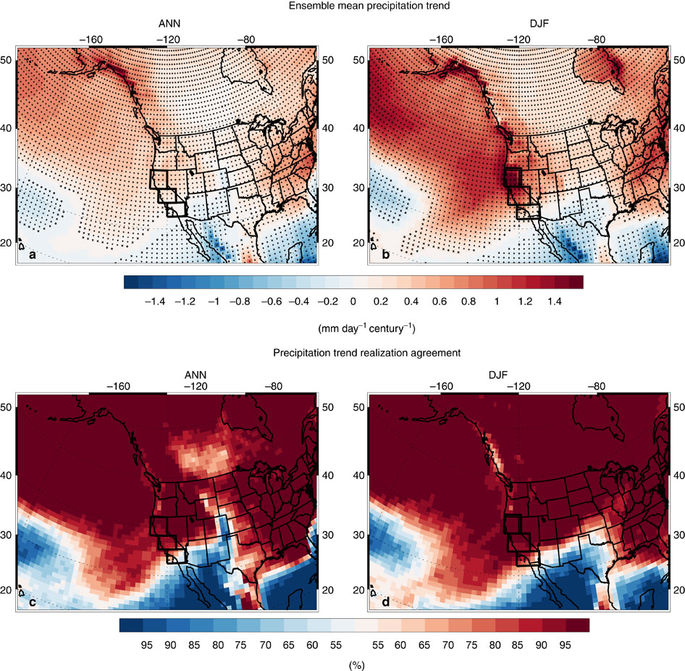 Ensemble mean precipitation trend
ANN DJF
−160 −120 −80 −160 −120 −80
50 50 50 50
40 40 40 40
30 30 30 30
20 20 20 20
a b
−1.4 −1 −0.8 −0.6 −0.4 −0.2 0 0.2 0.4 0.6 0.8 1 1.2 1.4
(mm day−1 century−1)
Precipitation trend realization agreement
ANN DJF
−160 −120 −80 −160 −120 −80
50 50 50 50
40 40 40 40
30 30 30 30
20 20 20 20
c d
95 90 85 80 75 70 65 60 55 55 60 65 70 75 80 85 90 95
(%)